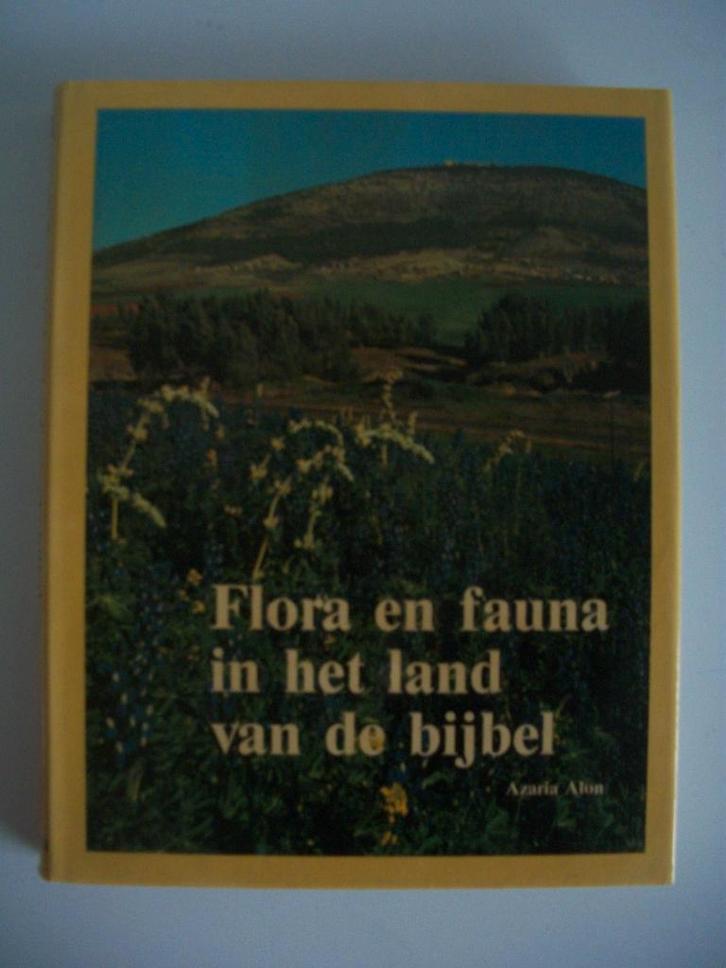 Flora en fauna
in het land
van de bijbel
Azaria Alon